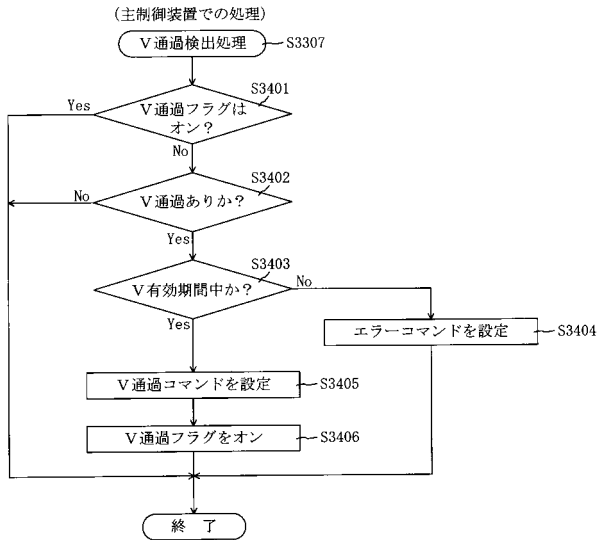 (主制御装置での処理)
V通過検出処理
S3307
S3401
V通過フラグは
オン?
Yes
No
S3402
V通過ありか?
No
Yes
S3403
V有効期間中か?
No
Yes
エラーコマンドを設定
S3404
V通過コマンドを設定
S3405
V通過フラグをオン
S3406
終 了